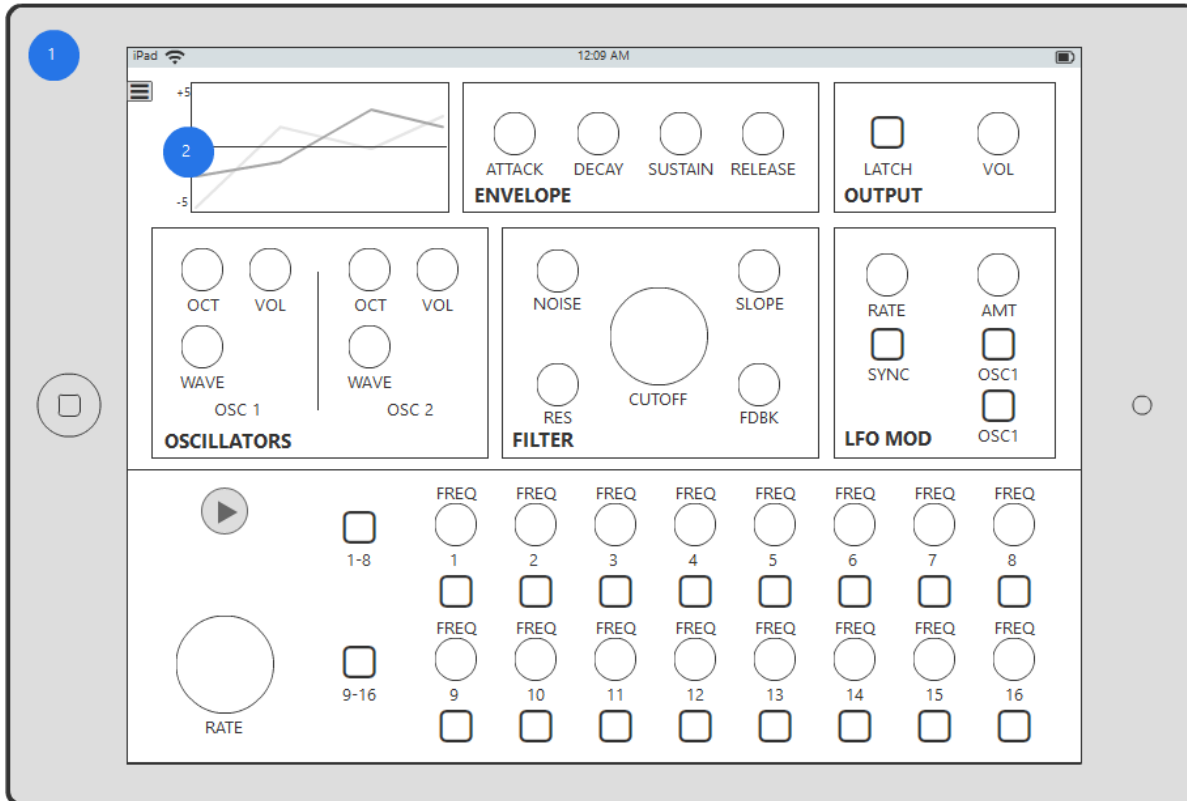 1
iPad 12:09 AM
+5
2
-5
ATTACK DECAY SUSTAIN RELEASE
ENVELOPE
LATCH VOL
OUTPUT
OCT VOL OCT VOL
WAVE WAVE
OSC 1 OSC 2
OSCILLATORS
NOISE SLOPE
CUTOFF
RES FDBK
FILTER
RATE AMT
SYNC OSC1
OSC1
LFO MOD
FREQ FREQ FREQ FREQ FREQ FREQ FREQ FREQ
1-8 1 2 3 4 5 6 7 8
FREQ FREQ FREQ FREQ FREQ FREQ FREQ FREQ
9-16 9 10 11 12 13 14 15 16
RATE